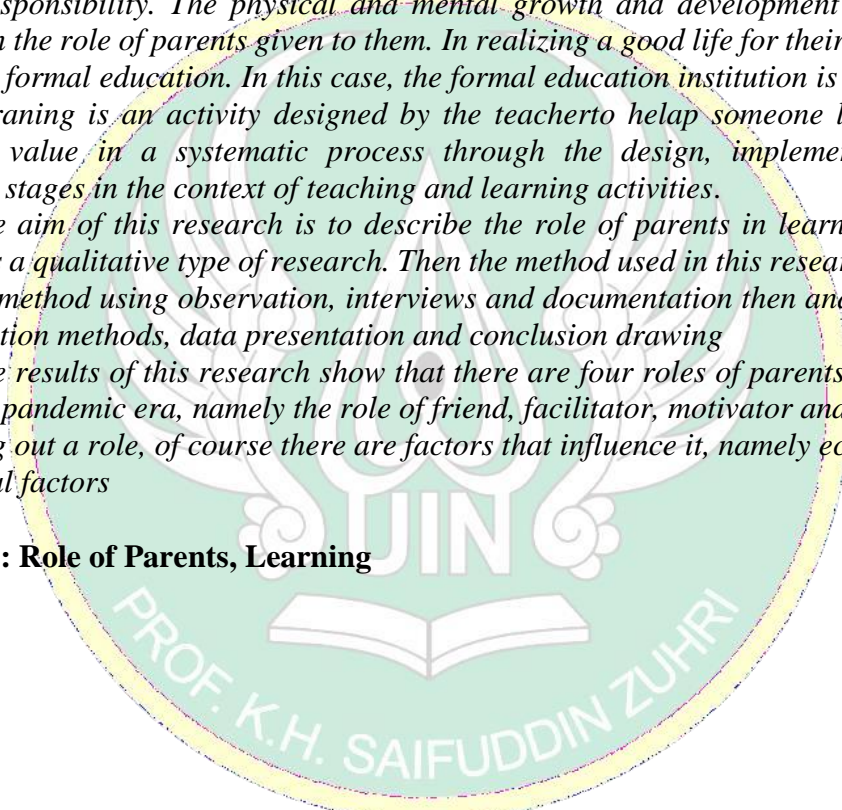 sponsibility. The physical and mental growth and development
the role of parents given to them. In realizing a good life for their
formal education. In this case, the formal education institution is
raning is an activity designed by the teacherto helap someone
value in a systematic process through the design,
stages in the context of teaching and learning activities.
aim of this research is to describe the role of parents in
a qualitative type of research. Then the method used in this
method using observation, interviews and documentation then
tion methods, data presentation and conclusion drawing
results of this research show that there are four roles of parents
pandemic era, namely the role of friend, facilitator, motivator and
out a role, of course there are factors that influence it, namely
factors
: Role of Parents, Learning
UIN
PROF. K.H. SAIFUDDIN ZUHRI